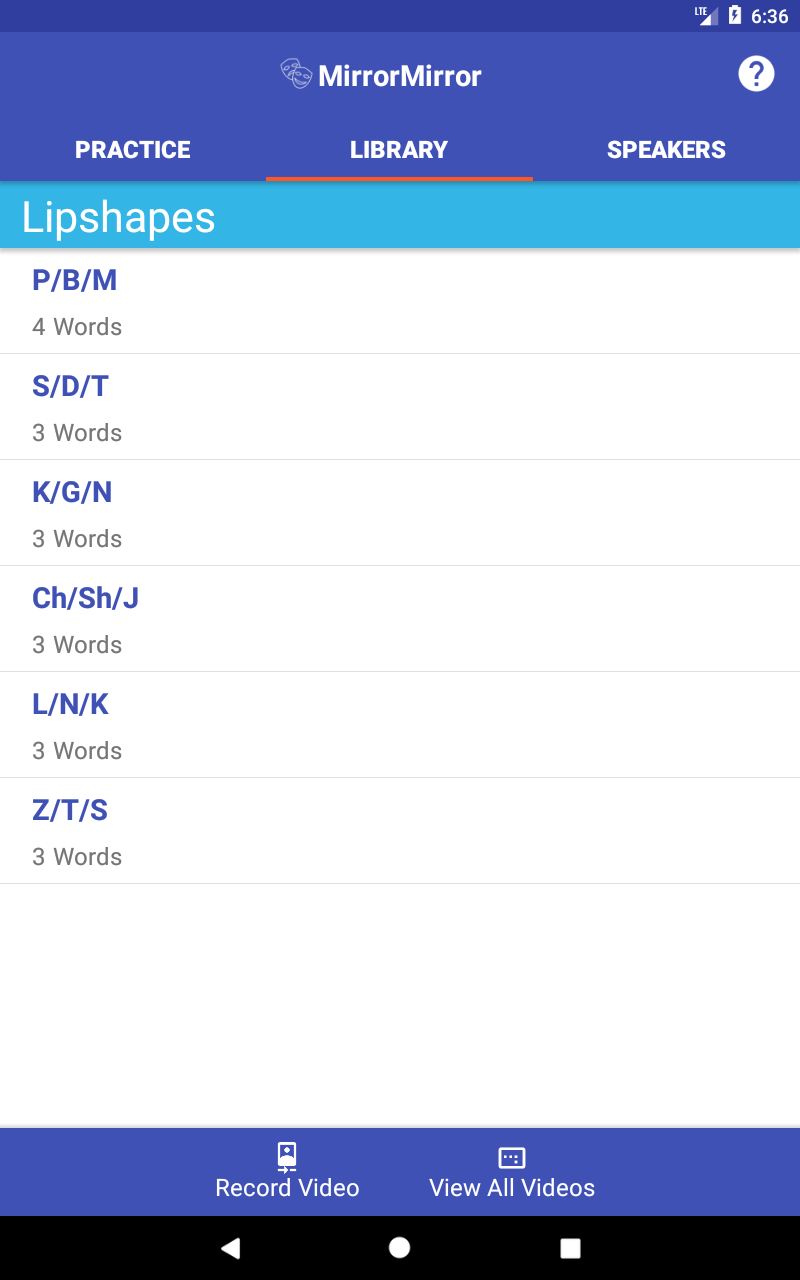 LTE 6:36
MirrorMirror
?
PRACTICE LIBRARY SPEAKERS
Lipshapes
P/B/M
4 Words
S/D/T
3 Words
K/G/N
3 Words
Ch/Sh/J
3 Words
L/N/K
3 Words
Z/T/S
3 Words
Record Video View All Videos